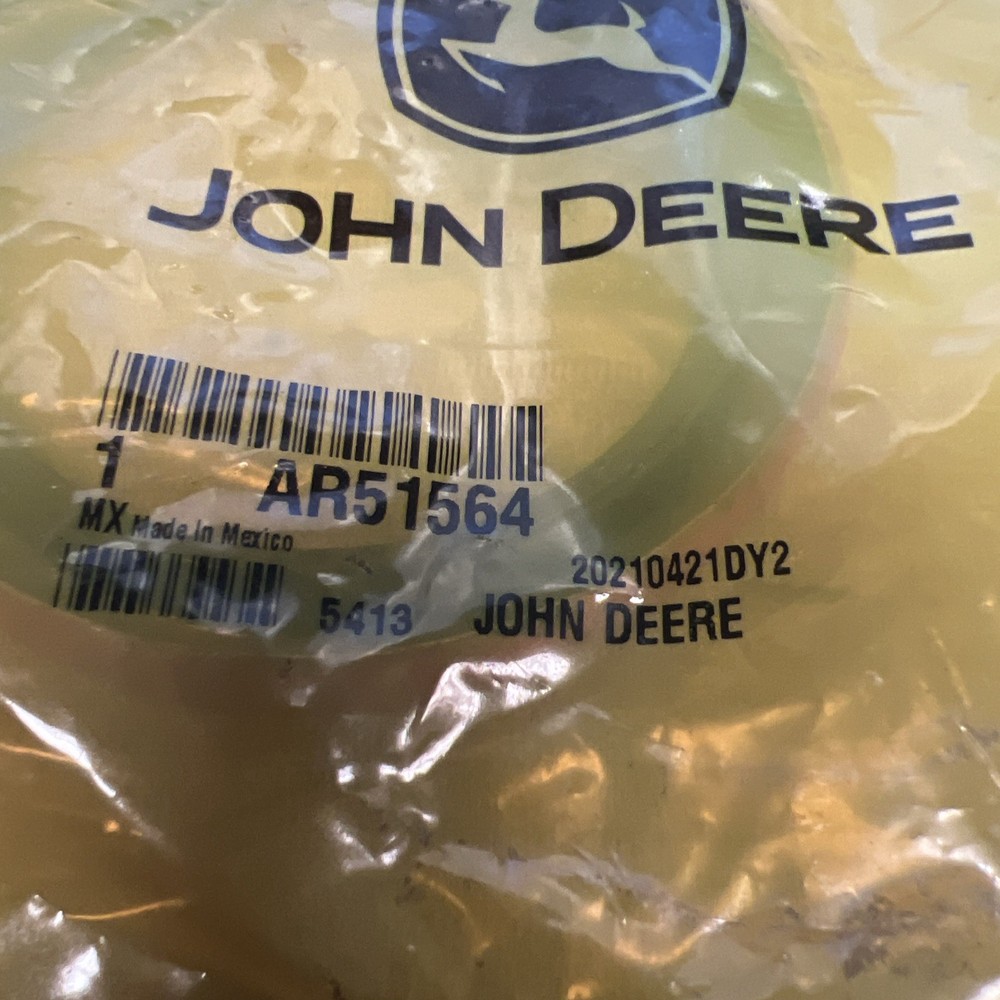 JOHN DEERE
1 AR51564
MX Made In Mexico
20210421DY2
5413 JOHN DEERE